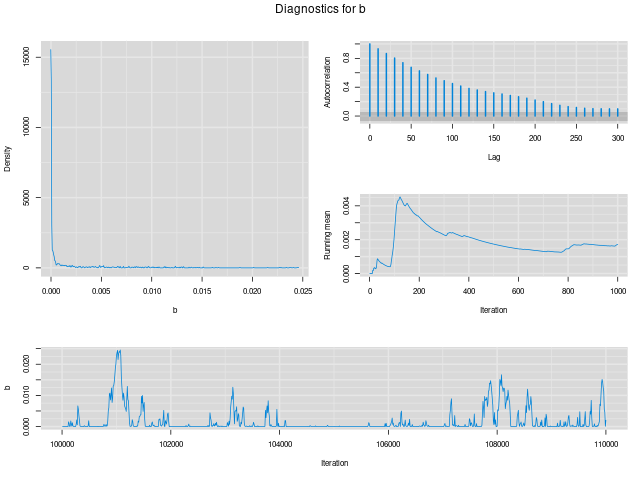 Diagnostics for b
Density
15000
10000
5000
0
0.000 0.005 0.010 0.015 0.020 0.025
b
Autocorrelation
0.8
0.4
0.0
0 50 100 150 200 250 300
Lag
Running mean
0.004
0.002
0.000
0 200 400 600 800 1000
Iteration
b
0.020
0.010
0.000
100000 102000 104000 106000 108000 110000
Iteration